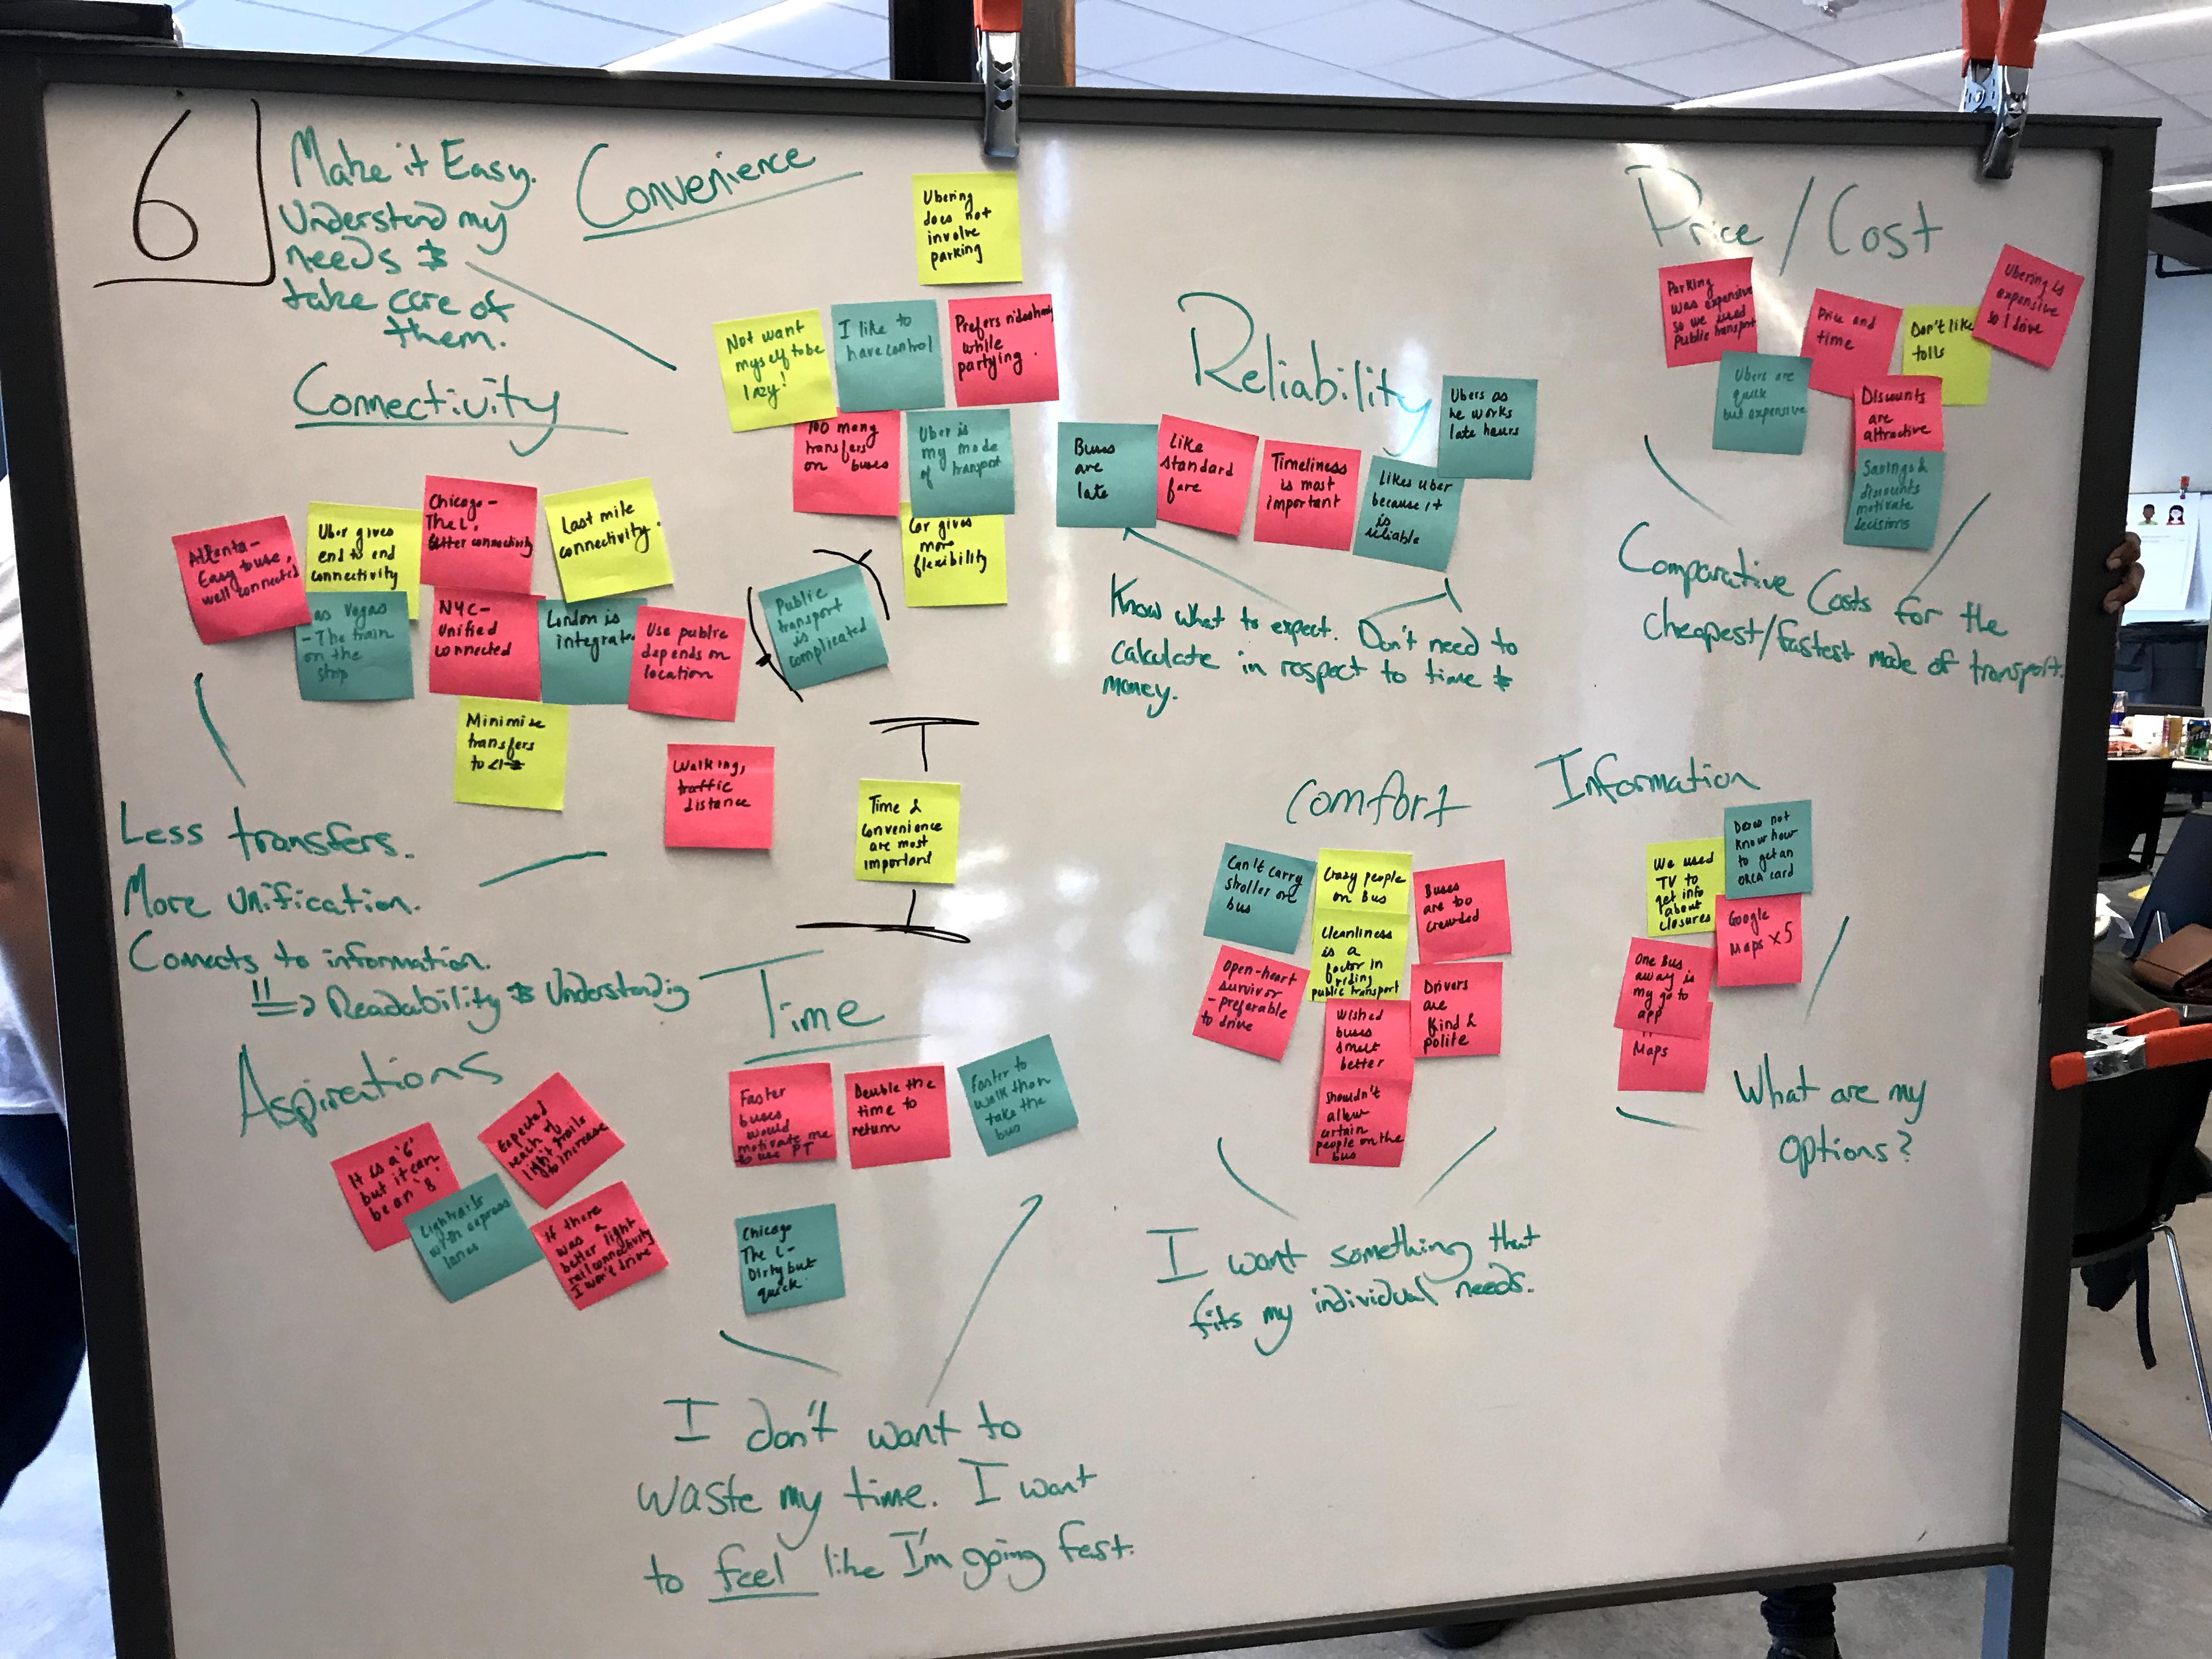 6
Make it Easy.
Understand my
needs &
take care of
them.
Convenience
Ubering
does not
involve
parking
Not want
myself to be
lazy!
I like to
have control
Prefers rideshare
while
partying.
Too many
transfers
on buses
Uber is
my mode
of transport
Car gives
more
flexibility
Public
transport
is
complicated
Connectivity
Atlanta-
Easy to use,
well connected
Uber gives
end to end
connectivity
Chicago-
The L,
better connectivity
Last mile
connectivity.
as Vegas
- The train
on the
strip
NYC-
Unified
connected
London is
integrate
Use public
depends on
location
Minimise
transfers
to <1
Walking,
traffic
distance
Less transfers.
More unification.
Connects to information.
=> Readability & Understandig
Time &
convenience
are most
important
Reliability
Buses
are
late
Like
standard
fare
Timeliness
is most
important
Likes uber
because it
is
reliable
Ubers as
he works
late hours
Know what to expect. Don't need to
calculate in respect to time &
money.
Price / Cost
Parking
was expensive
so we used
public transport
Ubers are
quick
but expensive
Price and
time
Don't like
tolls
Ubering is
expensive
so I drive
Discounts
are
attractive
Savings &
discounts
motivate
decisions
Comparative Costs for the
cheapest/fastest mode of transport.
Aspirations
It is a '6'
but it can
be an '8'
Expected
reach of
light rails
to increase
Lightrails
with express
lanes
If there
was a
better light
rail connectivity
I won't drive
Time
Faster
buses
would
motivate me
to use PT
Double the
time to
return
Faster to
walk than
take the
bus
Chicago
The L-
Dirty but
quick.
I don't want to
waste my time. I want
to feel like I'm going fast.
Comfort
Can't carry
stroller on
bus
Crazy people
on Bus
Buses
are too
crowded
Cleanliness
is a
factor in
riding
public transport
Open-heart
survivor
- preferable
to drive
Drivers
are
Kind &
polite
Wished
buses
smelt
better
Shouldn't
allow
certain
people on the
bus
I want something that
fits my individual needs.
Information
Does not
know how
to get an
ORCA card
We used
TV to
get info
about
closures
Google
Maps x5
One Bus
away is
my go to
app
Maps
What are my
options?